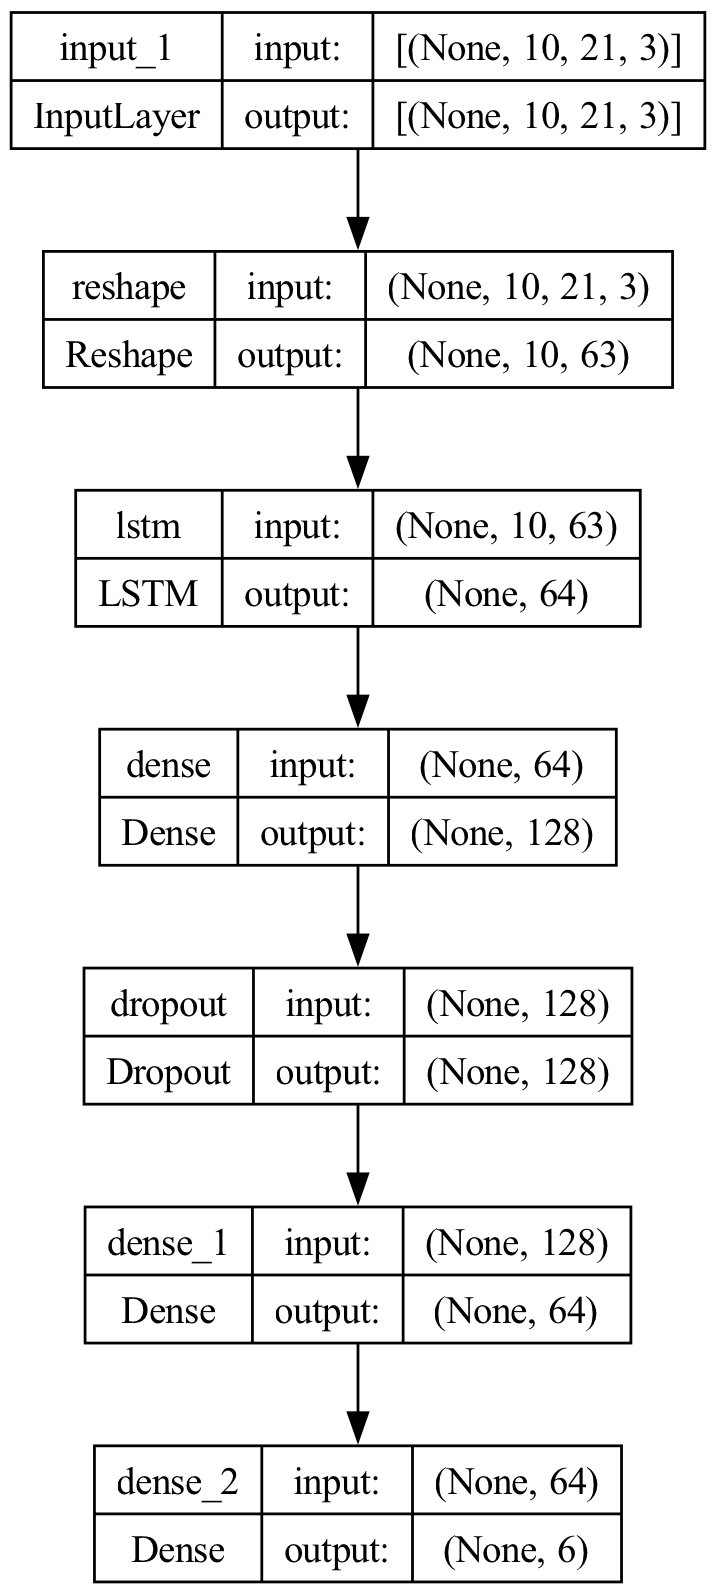 input_1 input: [(None, 10, 21, 3)]
InputLayer output: [(None, 10, 21, 3)]
reshape input: (None, 10, 21, 3)
Reshape output: (None, 10, 63)
lstm input: (None, 10, 63)
LSTM output: (None, 64)
dense input: (None, 64)
Dense output: (None, 128)
dropout input: (None, 128)
Dropout output: (None, 128)
dense_1 input: (None, 128)
Dense output: (None, 64)
dense_2 input: (None, 64)
Dense output: (None, 6)